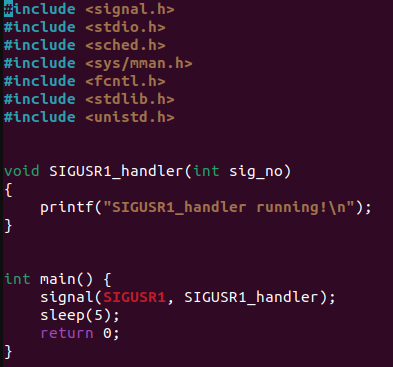 #include <signal.h>
#include <stdio.h>
#include <sched.h>
#include <sys/mman.h>
#include <fcntl.h>
#include <stdlib.h>
#include <unistd.h>
void SIGUSR1_handler(int sig_no)
{
    printf("SIGUSR1_handler running!\n");
}
int main() {
    signal(SIGUSR1, SIGUSR1_handler);
    sleep(5);
    return 0;
}